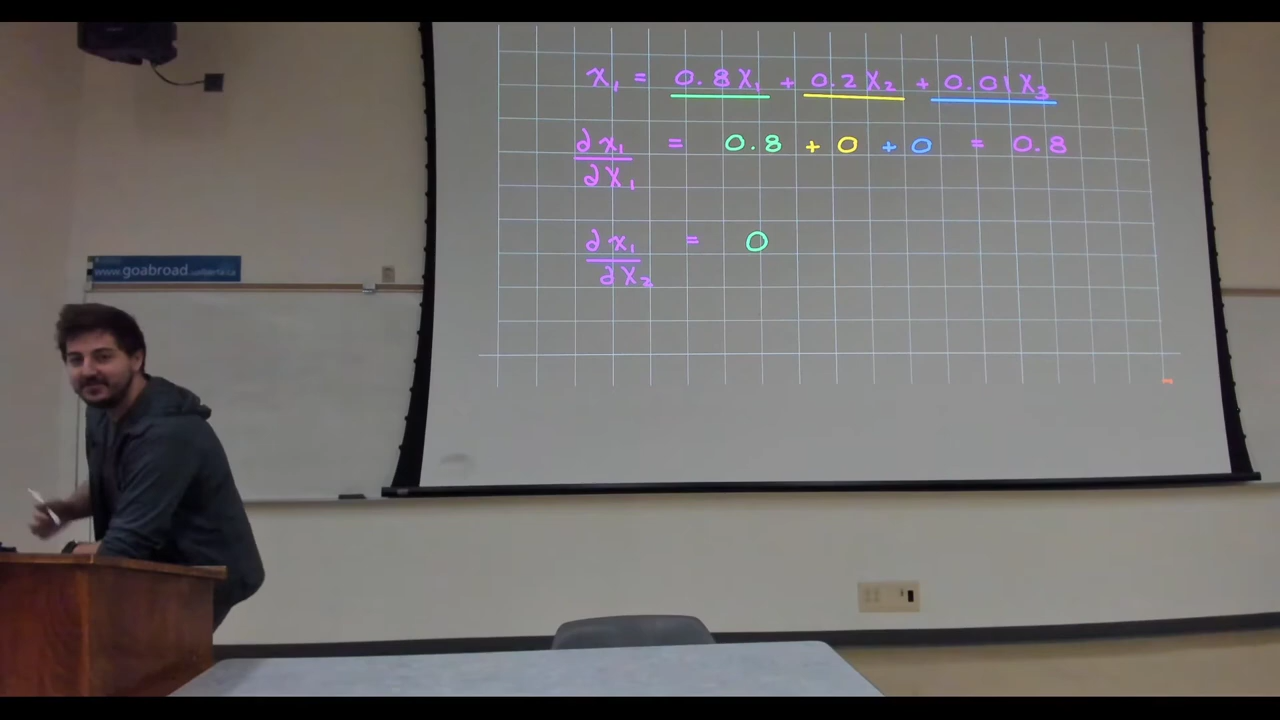 x₁ = 0.8X₁ + 0.2X₂ + 0.01X₃
∂x₁/∂X₁ = 0.8 + 0 + 0 = 0.8
∂x₁/∂X₂ = 0
www.goabroad.ualberta.ca